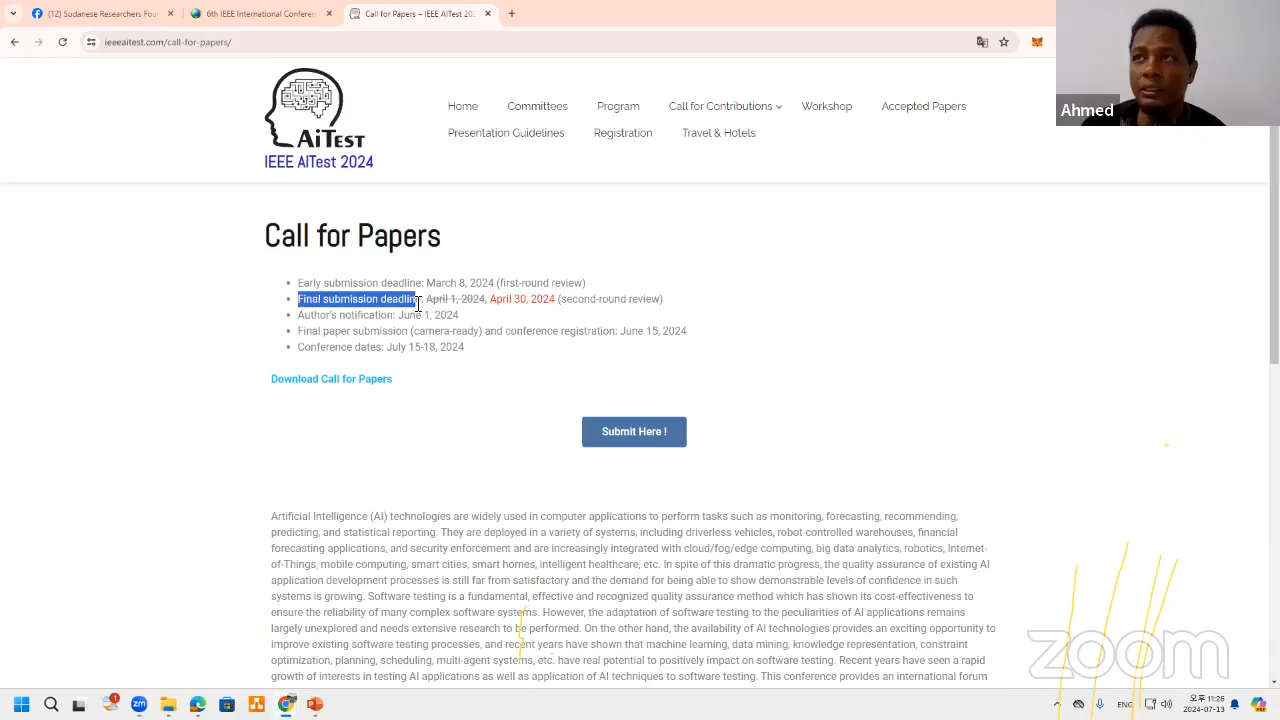 (12) Sudanese Researchers
6th IEEE International Confere
Call for Papers – IEEE AITest 20
ieeeaitest.com/call-for-papers/
Ahmed
AiTEST
IEEE AITest 2024
Home Committees Program Call for Contributions Workshop Accepted Papers
Presentation Guidelines Registration Travel & Hotels
Call for Papers
Early submission deadline: March 8, 2024 (first-round review)
Final submission deadline: April 1, 2024, April 30, 2024 (second-round review)
Author's notification: June 1, 2024
Final paper submission (camera-ready) and conference registration: June 15, 2024
Conference dates: July 15-18, 2024
Download Call for Papers
Submit Here !
Artificial Intelligence (AI) technologies are widely used in computer applications to perform tasks such as monitoring, forecasting, recommending,
predicting, and statistical reporting. They are deployed in a variety of systems, including driverless vehicles, robot-controlled warehouses, financial
forecasting applications, and security enforcement and are increasingly integrated with cloud/fog/edge computing, big data analytics, robotics, Internet-
of-Things, mobile computing, smart cities, smart homes, intelligent healthcare, etc. In spite of this dramatic progress, the quality assurance of existing AI
application development processes is still far from satisfactory and the demand for being able to show demonstrable levels of confidence in such
systems is growing. Software testing is a fundamental, effective and recognized quality assurance method which has shown its cost-effectiveness to
ensure the reliability of many complex software systems. However, the adaptation of software testing to the peculiarities of AI applications remains
largely unexplored and needs extensive research to be performed. On the other hand, the availability of AI technologies provides an exciting opportunity to
improve existing software testing processes, and recent years have shown that machine learning, data mining, knowledge representation, constraint
optimization, planning, scheduling, multi-agent systems, etc. have real potential to positively impact on software testing. Recent years have seen a rapid
growth of interests in testing AI applications as well as application of AI techniques to software testing. This conference provides an international forum
zoom
zm
ENG
오전 11:26
2024-07-13